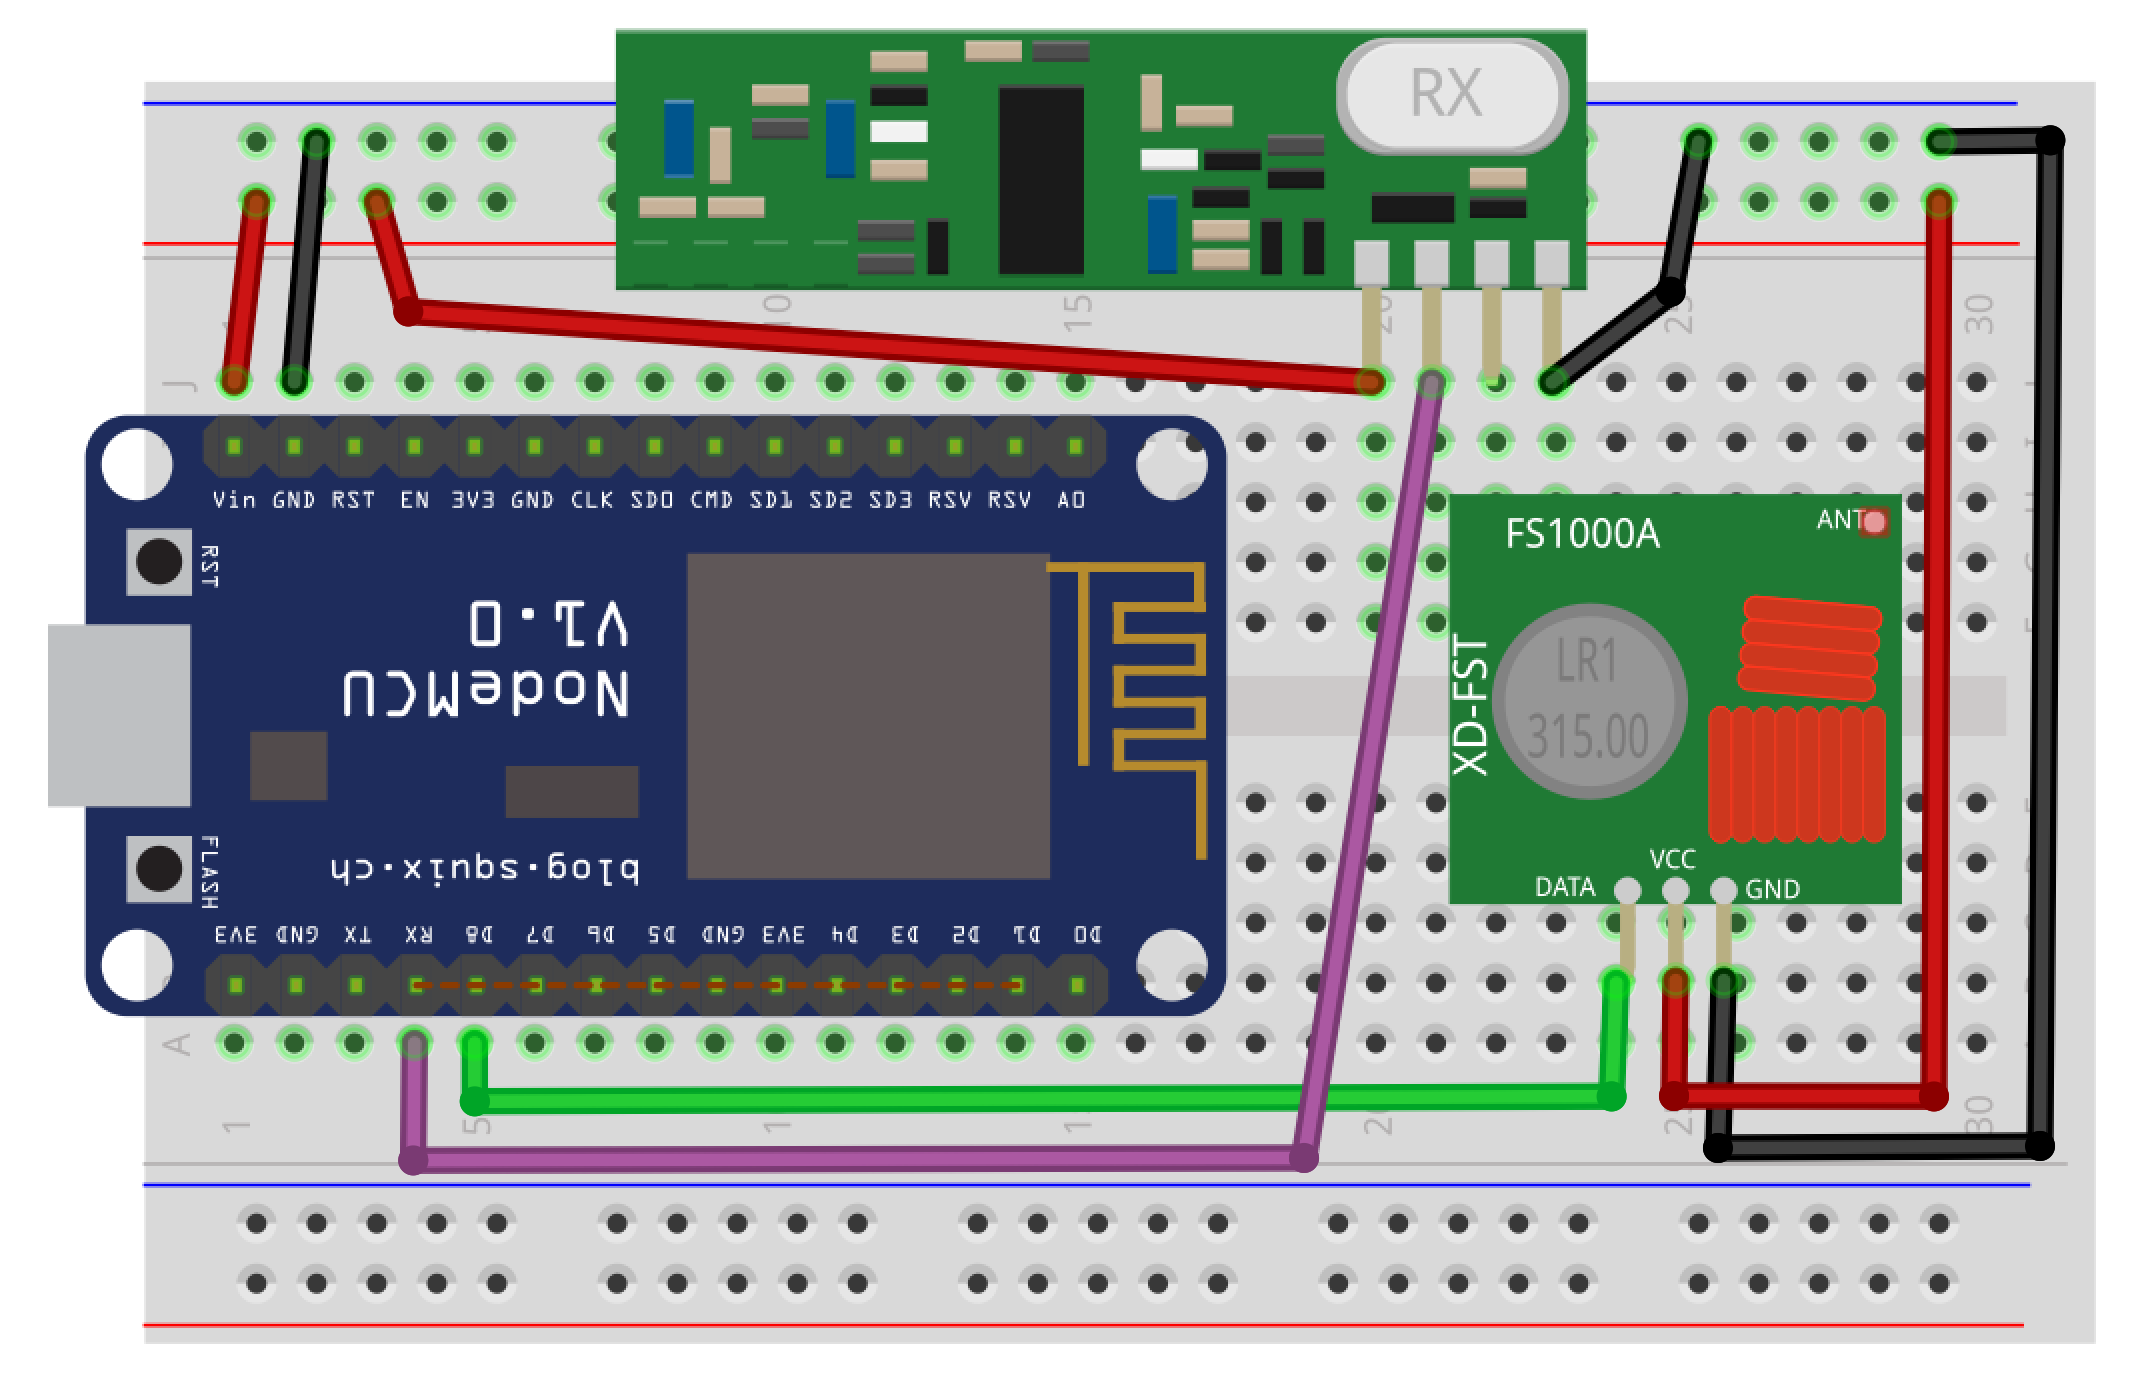 RX
10
15
20
25
30
J
Vin GND RST EN 3V3 GND CLK SD0 CMD SD1 SD2 SD3 RSV RSV A0
RST
V1.0
NodeMCU
FLASH
blog.squix.ch
3V3 GND TX RX D8 D7 D6 D5 GND 3V3 D4 D3 D2 D1 D0
FS1000A
ANT
XD-FST
LR1
315.00
VCC
DATA
GND
A
1
5
1
1
20
30